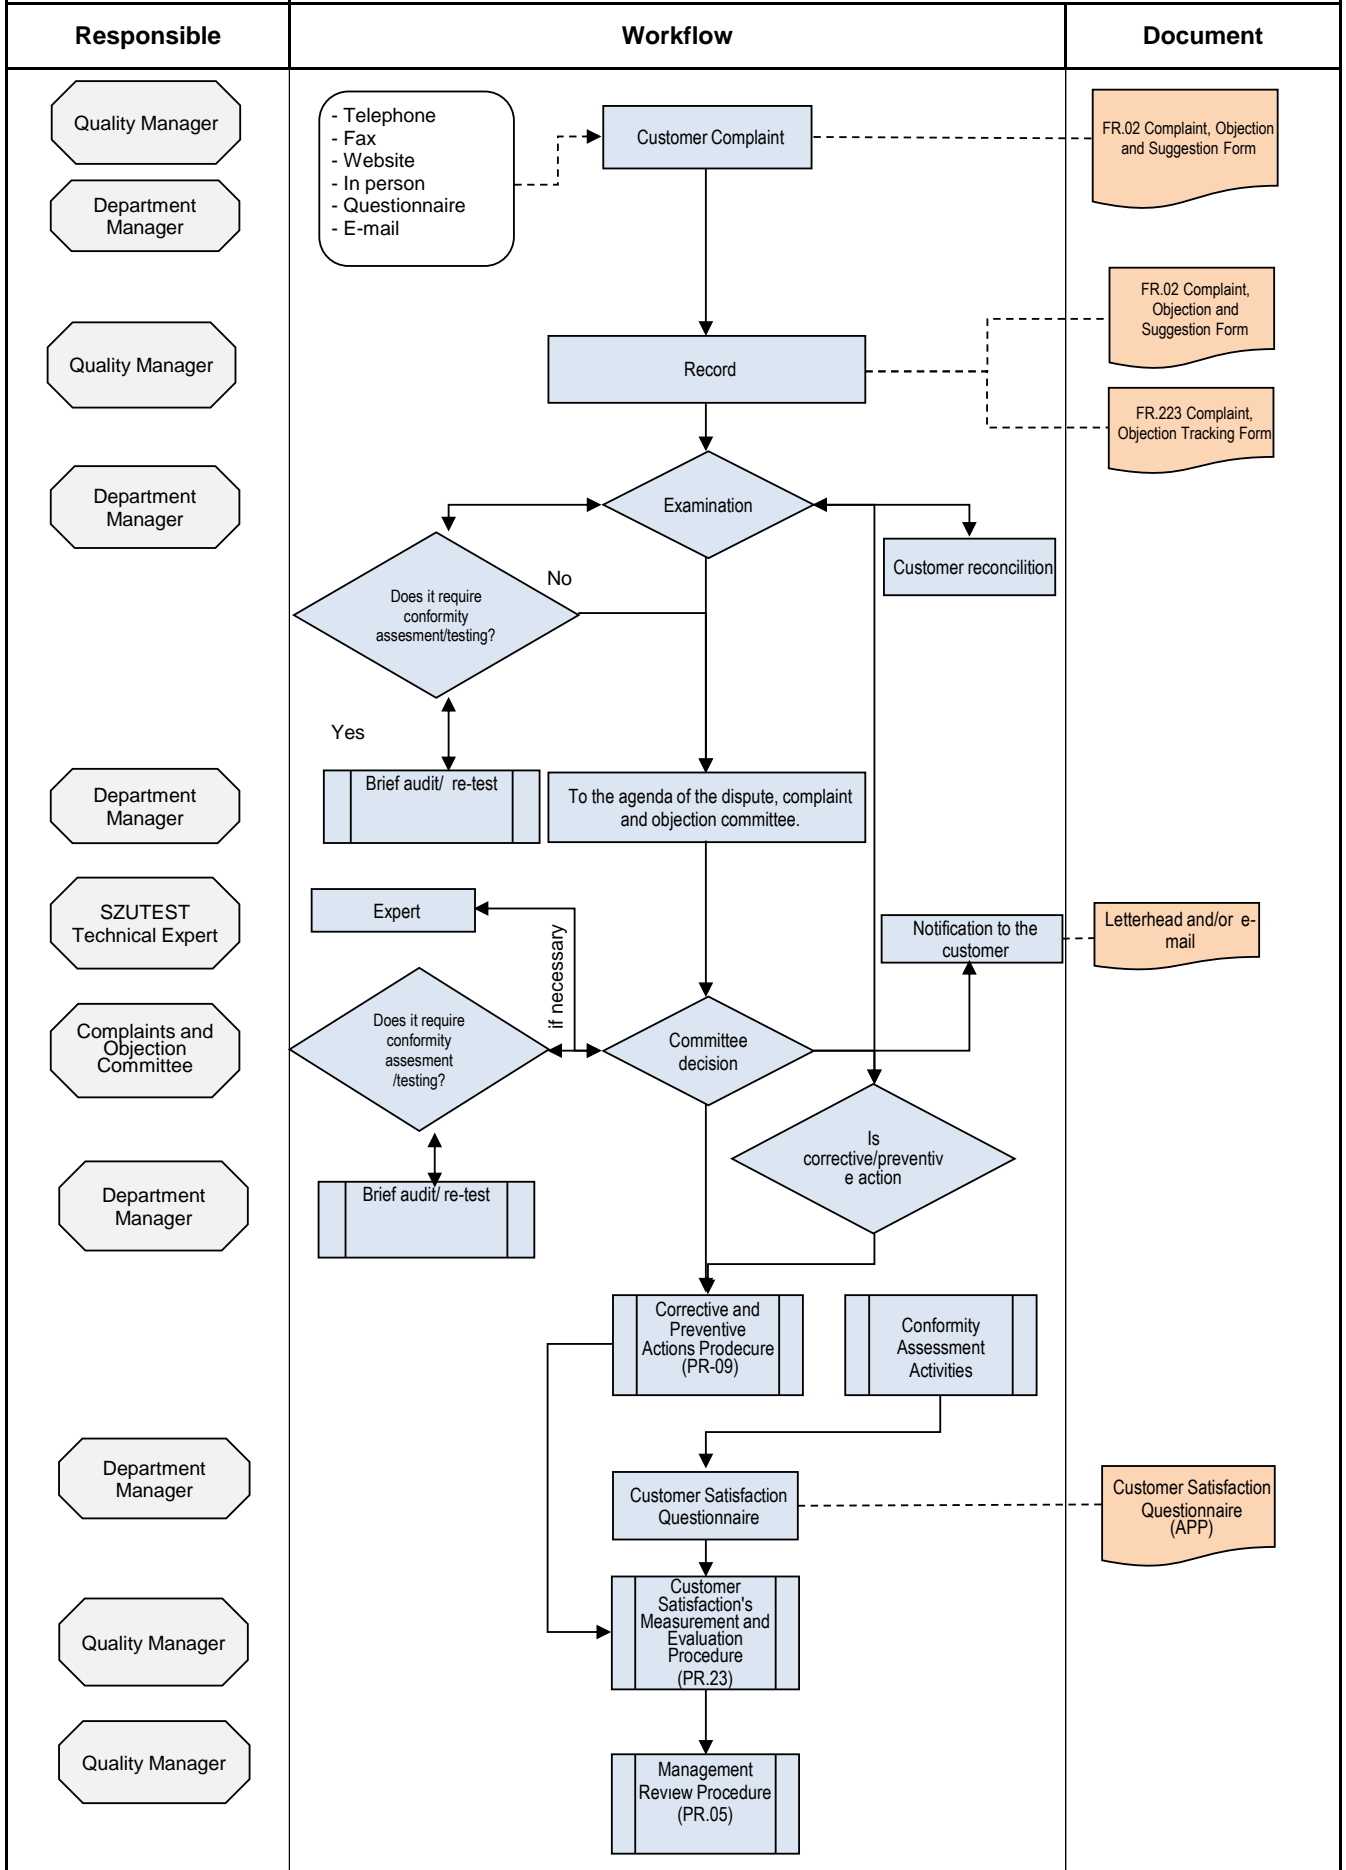 Responsible
Workflow
Document
Quality Manager
- Telephone
- Fax
- Website
- In person
- Questionnaire
- E-mail
Customer Complaint
FR.02 Complaint, Objection
and Suggestion Form
Department
Manager
Quality Manager
Record
FR.02 Complaint,
Objection and
Suggestion Form
FR.223 Complaint,
Objection Tracking Form
Department
Manager
Examination
Customer reconcilition
Does it require
conformity
assesment/testing?
No
Yes
Department
Manager
Brief audit/ re-test
To the agenda of the dispute, complaint
and objection committee.
SZUTEST
Technical Expert
Expert
if necessary
Notification to the
customer
Letterhead and/or e-
mail
Complaints and
Objection
Committee
Does it require
conformity
assesment
/testing?
Committee
decision
Is
corrective/preventiv
e action
Department
Manager
Brief audit/ re-test
Corrective and
Preventive
Actions Prodecure
(PR-09)
Conformity
Assessment
Activities
Department
Manager
Customer Satisfaction
Questionnaire
Customer Satisfaction
Questionnaire
(APP)
Quality Manager
Customer
Satisfaction's
Measurement and
Evaluation
Procedure
(PR.23)
Quality Manager
Management
Revıew Procedure
(PR.05)